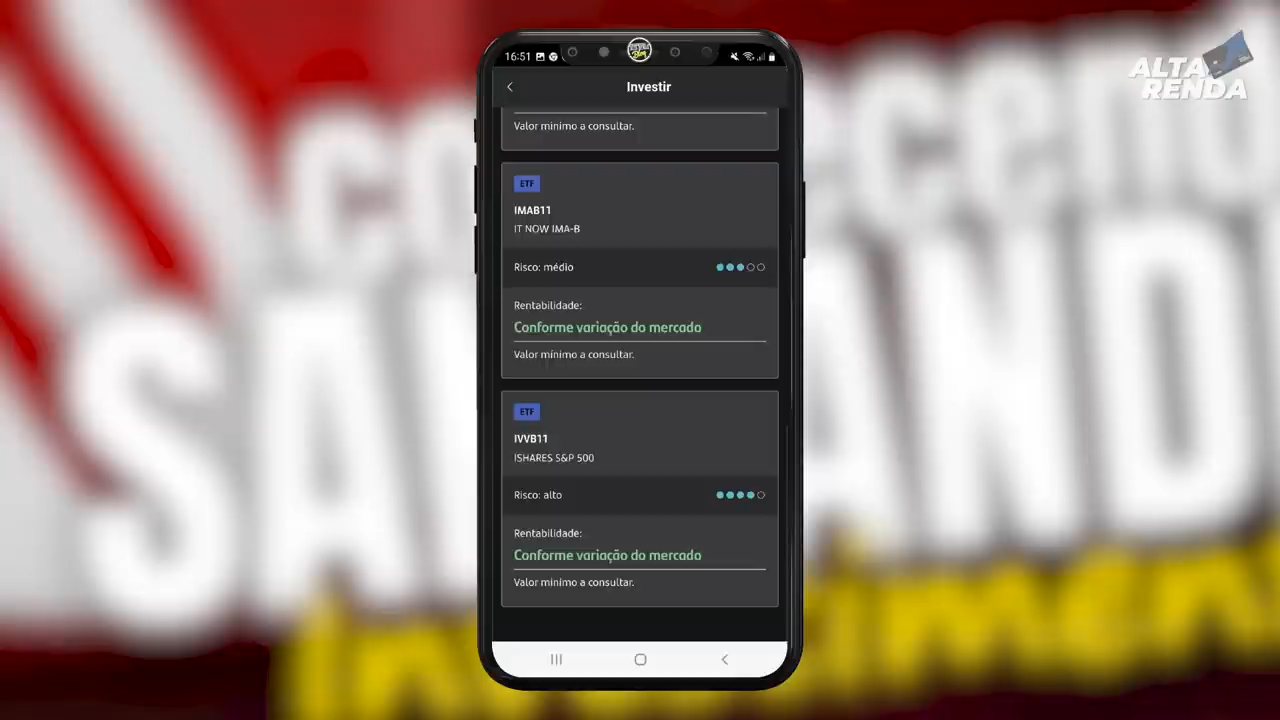 16:51
Investir
ALTA
RENDA
Valor mínimo a consultar.
ETF
IMAB11
IT NOW IMA-B
Risco: médio
Rentabilidade:
Conforme variação do mercado
Valor mínimo a consultar.
ETF
IVVB11
ISHARES S&P 500
Risco: alto
Rentabilidade:
Conforme variação do mercado
Valor mínimo a consultar.